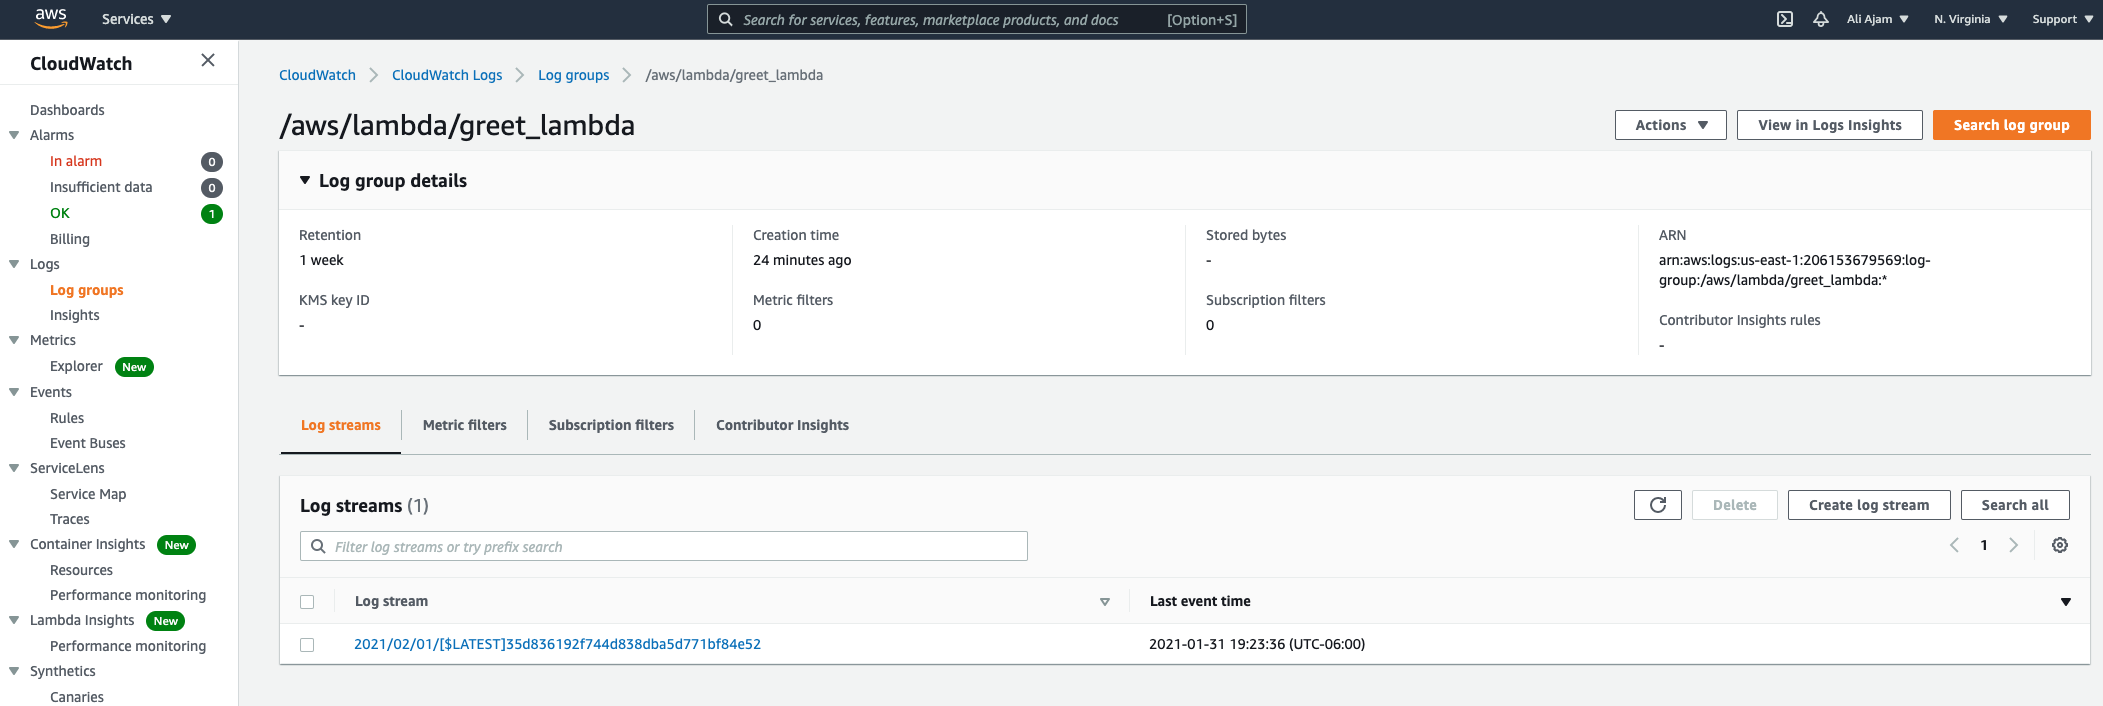 aws
Services
Search for services, features, marketplace products, and docs
[Option+S]
Ali Ajam
N. Virginia
Support
CloudWatch
Dashboards
Alarms
In alarm 0
Insufficient data 0
OK 1
Billing
Logs
Log groups
Insights
Metrics
Explorer New
Events
Rules
Event Buses
ServiceLens
Service Map
Traces
Container Insights New
Resources
Performance monitoring
Lambda Insights New
Performance monitoring
Synthetics
Canaries
CloudWatch CloudWatch Logs Log groups /aws/lambda/greet_lambda
/aws/lambda/greet_lambda
Actions
View in Logs Insights
Search log group
Log group details
Retention
1 week
KMS key ID
-
Creation time
24 minutes ago
Metric filters
0
Stored bytes
-
Subscription filters
0
ARN
arn:aws:logs:us-east-1:206153679569:log-
group:/aws/lambda/greet_lambda:*
Contributor Insights rules
-
Log streams
Metric filters
Subscription filters
Contributor Insights
Log streams (1)
Delete
Create log stream
Search all
Filter log streams or try prefix search
1
Log stream
Last event time
2021/02/01/[$LATEST]35d836192f744d838dba5d771bf84e52
2021-01-31 19:23:36 (UTC-06:00)